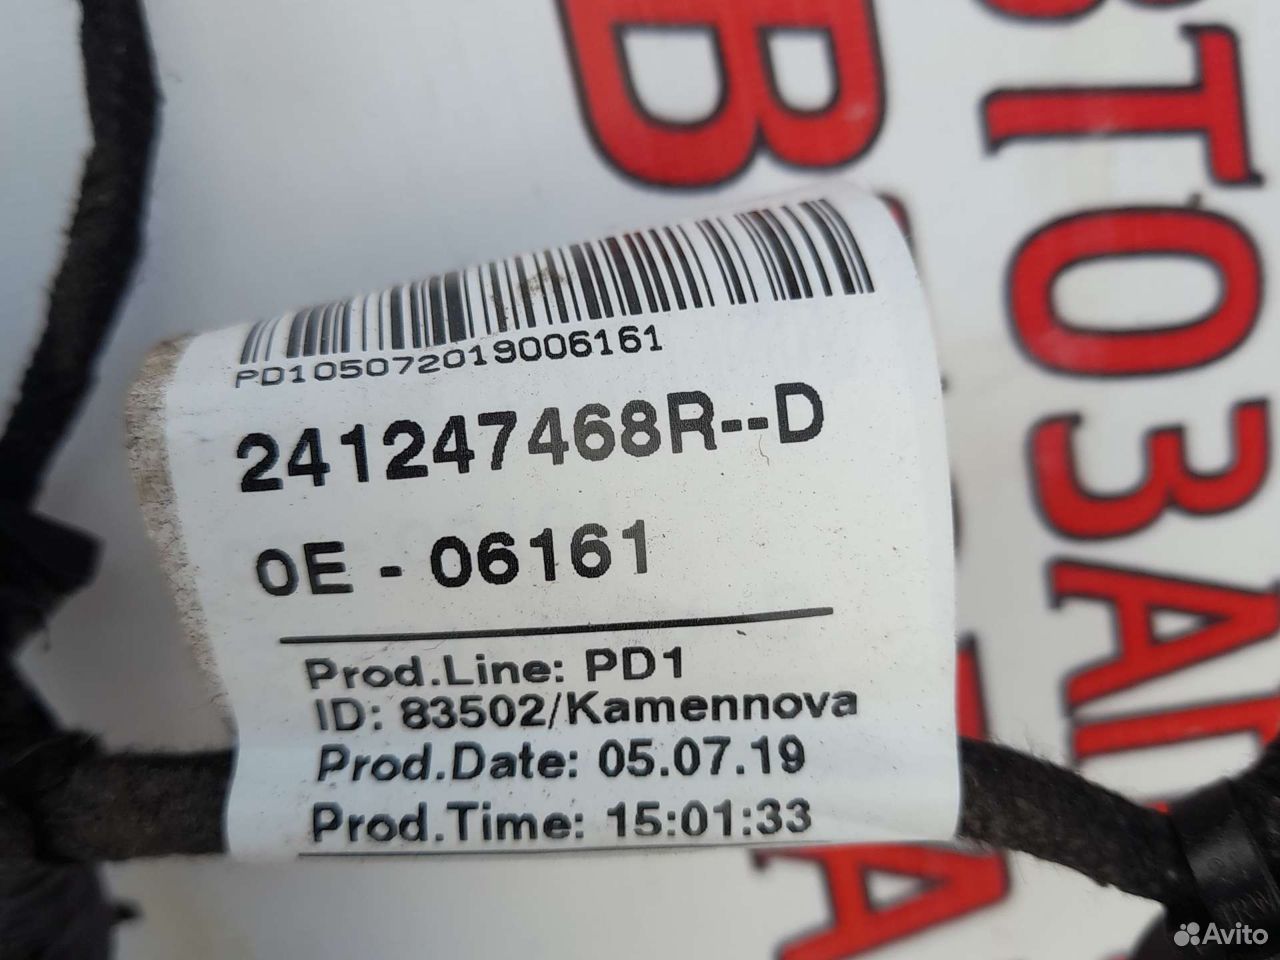 PD105072019006161
241247468R--D
0E - 06161
Prod.Line: PD1
ID: 83502/Kamennova
Prod.Date: 05.07.19
Prod.Time: 15:01:33
Avito